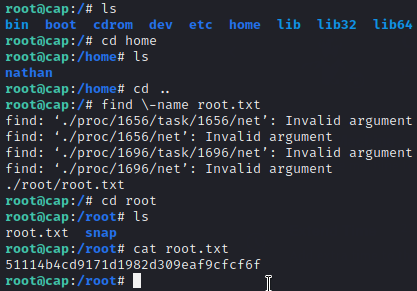 root@cap:/# ls
bin boot cdrom dev etc home lib lib32 lib64
root@cap:/# cd home
root@cap:/home# ls
nathan
root@cap:/home# cd ..
root@cap:/# find \-name root.txt
find: ‘./proc/1656/task/1656/net’: Invalid argument
find: ‘./proc/1656/net’: Invalid argument
find: ‘./proc/1696/task/1696/net’: Invalid argument
find: ‘./proc/1696/net’: Invalid argument
./root/root.txt
root@cap:/# cd root
root@cap:/root# ls
root.txt snap
root@cap:/root# cat root.txt
51114b4cd9171d1982d309eaf9cfcf6f
root@cap:/root#